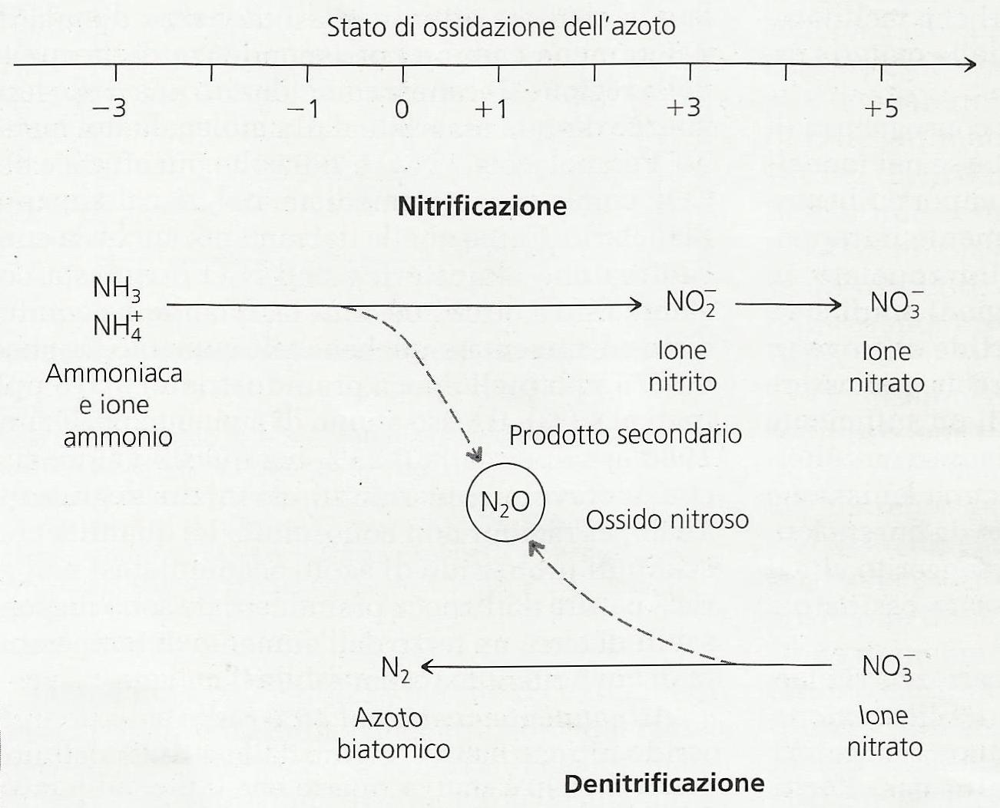 Stato di ossidazione dell'azoto
−3 −1 0 +1 +3 +5
Nitrificazione
NH₃
NH₄⁺
NO₂⁻
NO₃⁻
Ammoniaca
e ione
ammonio
Ione
nitrito
Ione
nitrato
Prodotto secondario
N₂O
Ossido nitroso
N₂
NO₃⁻
Azoto
biatomico
Ione
nitrato
Denitrificazione